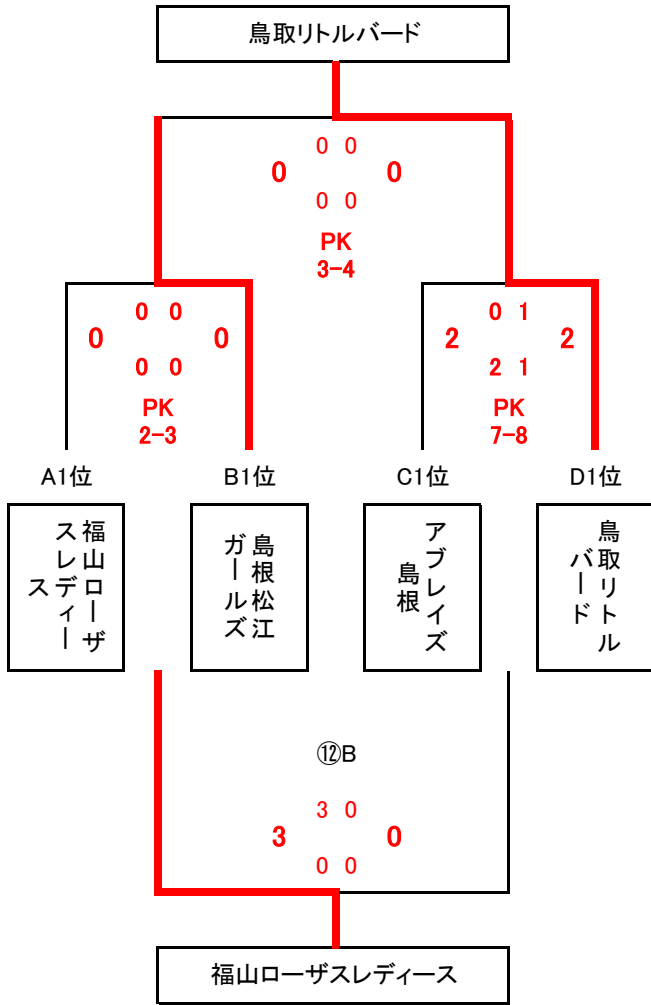 鳥取リトルバード
0 0
0 0
0 0
PK
3-4
0 0
0 0
0 0
PK
2-3
0 1
2 2
2 1
PK
7-8
A1位 B1位 C1位 D1位
福山ローザ
スレディー
ス
島根松江
ガールズ
アブレイズ
島根
鳥取リトル
バード
⑫B
3 0
3 0
0 0
福山ローザスレディース